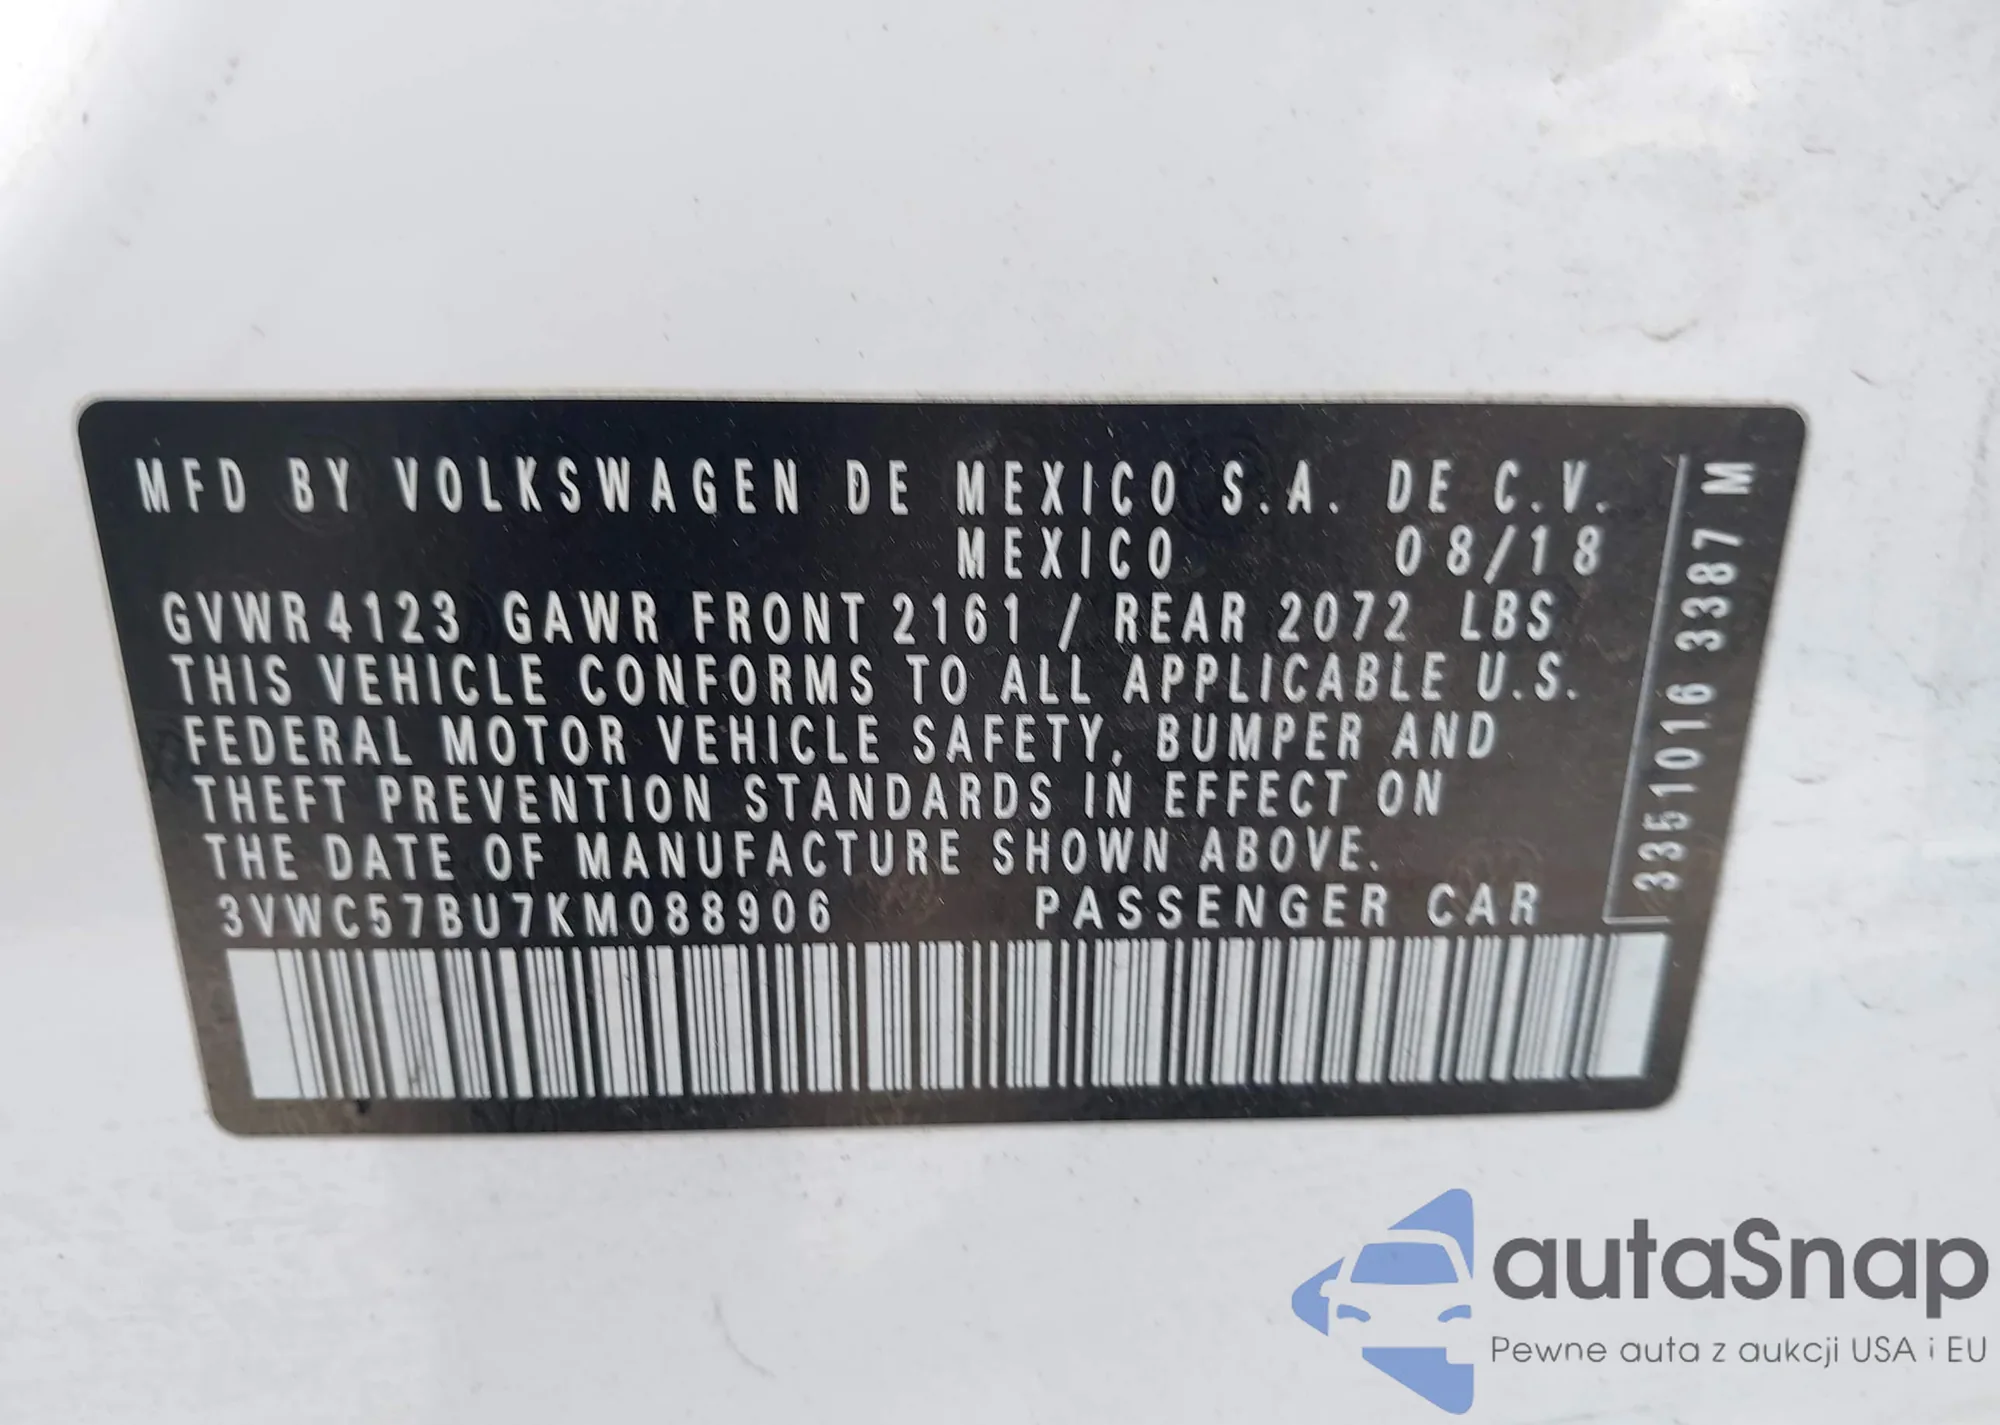 MFD BY VOLKSWAGEN DE MEXICO S.A. DE C.V.
MEXICO 08/18
GVWR 4123 GAWR FRONT 2161 / REAR 2072 LBS
THIS VEHICLE CONFORMS TO ALL APPLICABLE U.S.
FEDERAL MOTOR VEHICLE SAFETY, BUMPER AND
THEFT PREVENTION STANDARDS IN EFFECT ON
THE DATE OF MANUFACTURE SHOWN ABOVE.
3VWC57BU7KM088906 PASSENGER CAR
3351016 3387 M
autoSnap
Pewne auta z aukcji USA i EU